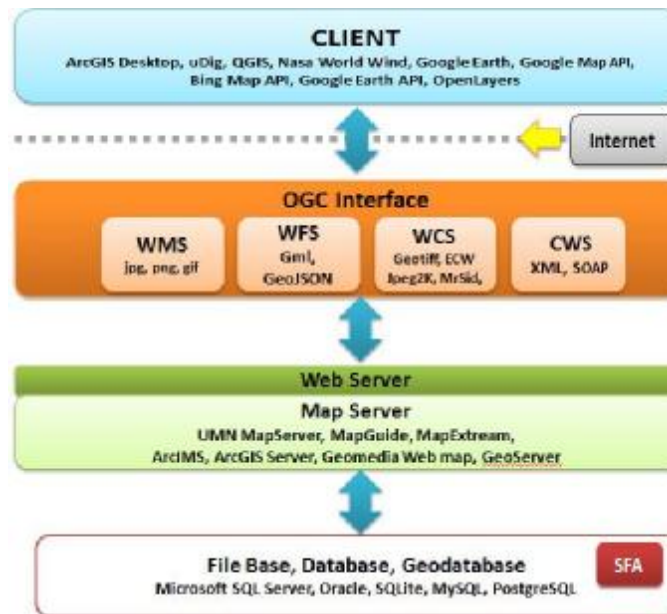 CLIENT
ArcGIS Desktop, uDig, QGIS, Nasa World Wind, Google Earth, Google Map API,
Bing Map API, Google Earth API, OpenLayers
Internet
OGC Interface
WMS
jpg, png, gif
WFS
Gml,
GeoJSON
WCS
Geotiff, ECW
Jpeg2K, MrSid,
CWS
XML, SOAP
Web Server
Map Server
UMN MapServer, MapGuide, MapExtream,
ArcIMS, ArcGIS Server, Geomedia Web map, GeoServer
File Base, Database, Geodatabase
Microsoft SQL Server, Oracle, SQLite, MySQL, PostgreSQL
SFA